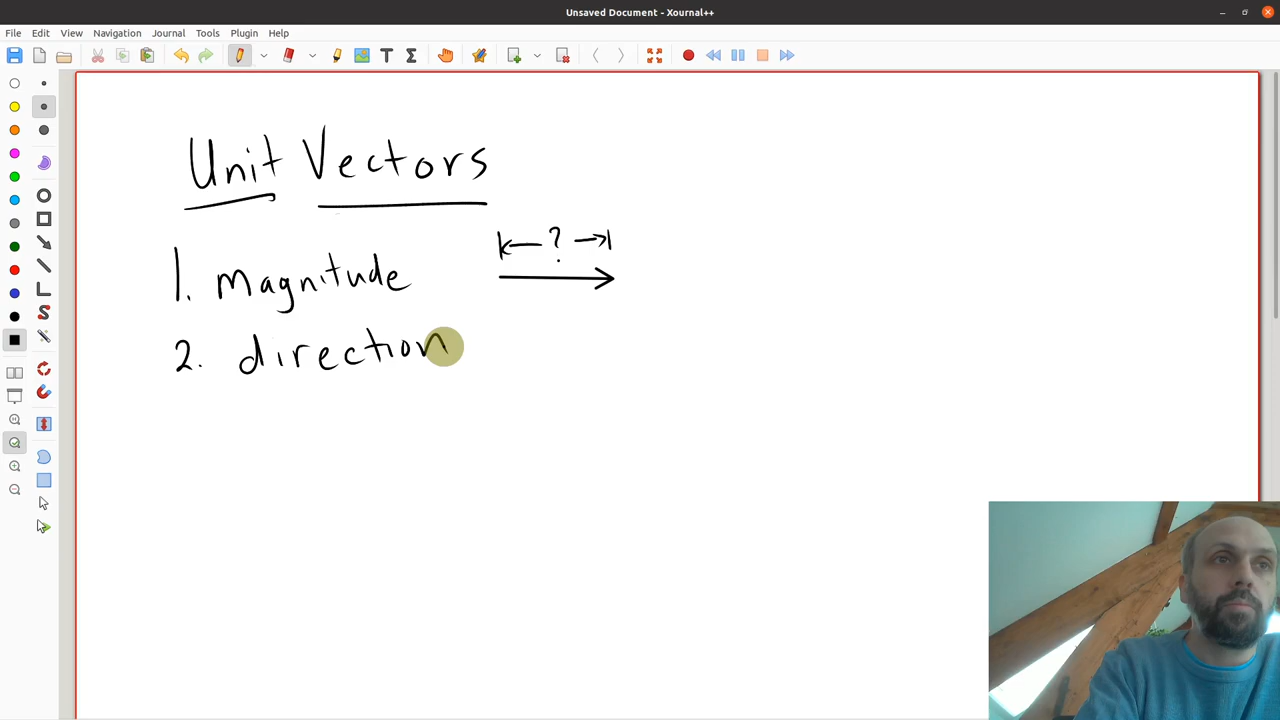 Unsaved Document - Xournal++
File Edit View Navigation Journal Tools Plugin Help
Unit Vectors
1. magnitude
?
2. direction